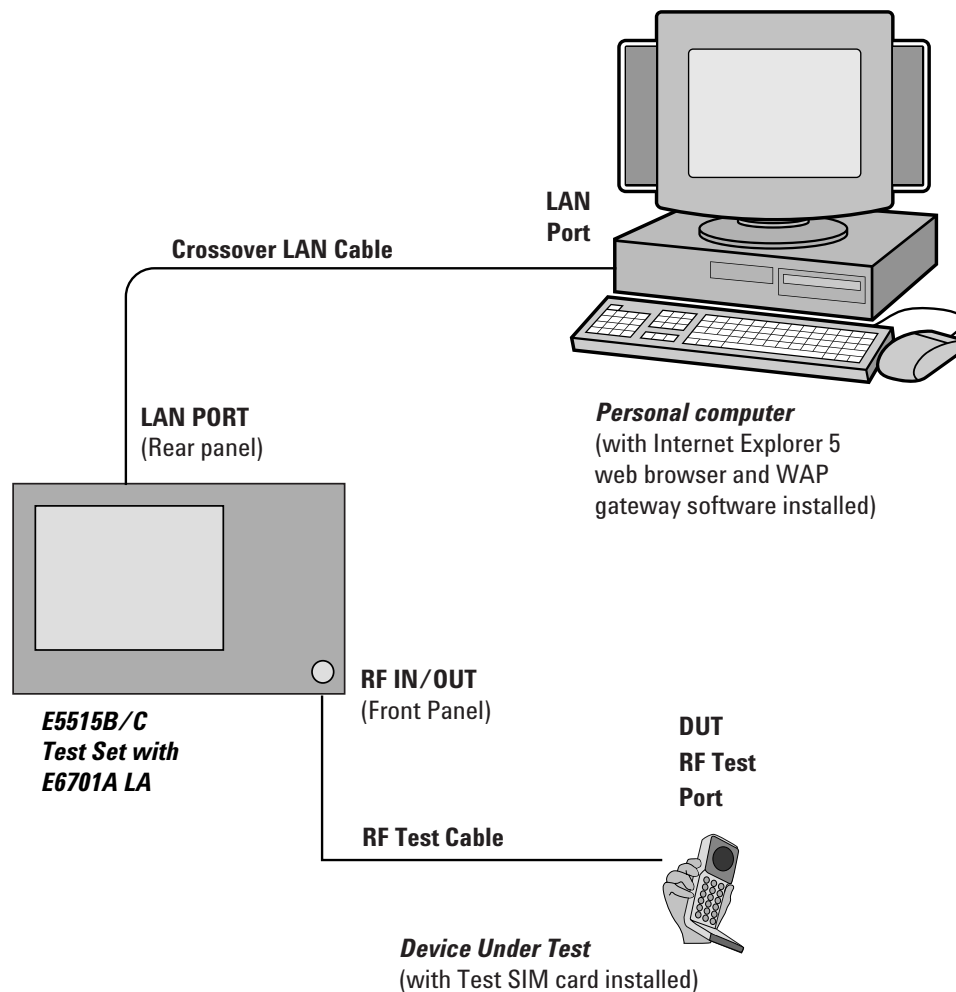 LAN
Port
Crossover LAN Cable
LAN PORT
(Rear panel)
Personal computer
(with Internet Explorer 5
web browser and WAP
gateway software installed)
RF IN/OUT
(Front Panel)
E5515B/C
Test Set with
E6701A LA
DUT
RF Test
Port
RF Test Cable
Device Under Test
(with Test SIM card installed)